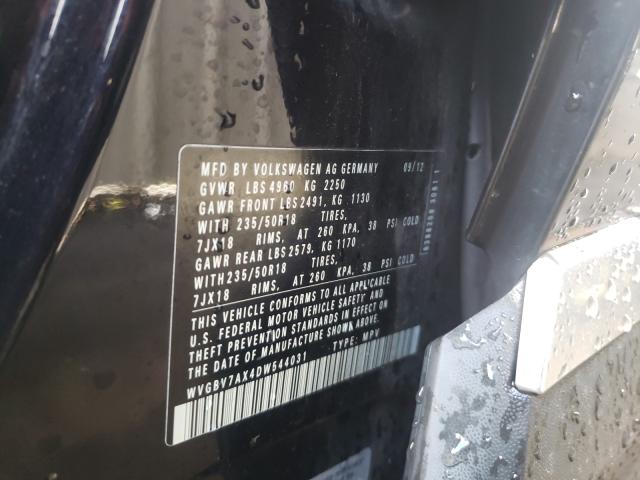 MFD BY VOLKSWAGEN AG GERMANY 09/12
GVWR LBS 4960 KG 2250
GAWR FRONT LBS 2491, KG 1130
WITH 235/50R18 TIRES,
7JX18 RIMS, AT 260 KPA, 38 PSI COLD
GAWR REAR LBS 2579, KG 1170
WITH 235/50R18 TIRES,
7JX18 RIMS, AT 260 KPA, 38 PSI COLD
THIS VEHICLE CONFORMS TO ALL APPLICABLE
U.S. FEDERAL MOTOR VEHICLE SAFETY AND
THEFT PREVENTION STANDARDS IN EFFECT ON
THE DATE OF MANUFACTURE SHOWN ABOVE.
WVGBV7AX4DW544031 TYPE: MPV